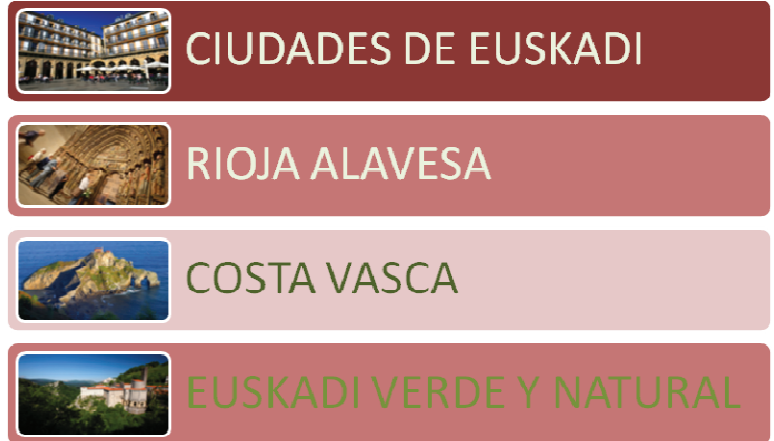 CIUDADES DE EUSKADI
RIOJA ALAVESA
COSTA VASCA
EUSKADI VERDE Y NATURAL